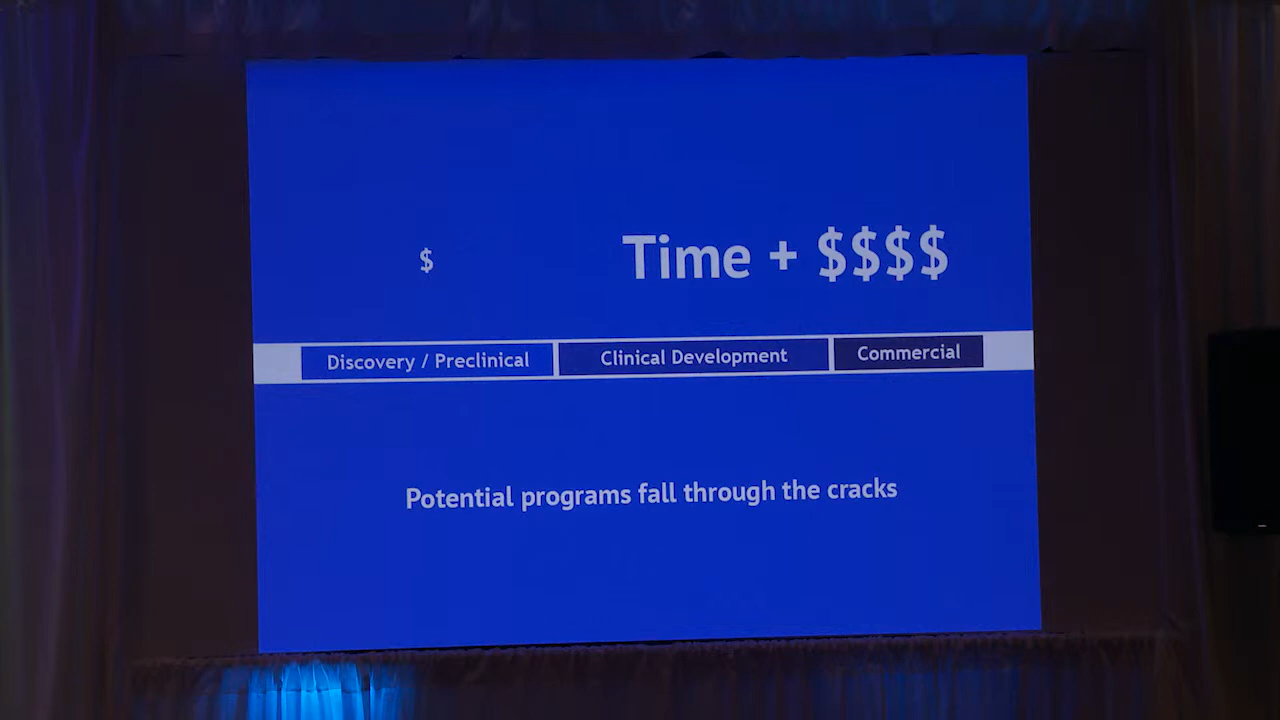 $ Time + $$$$
Discovery / Preclinical Clinical Development Commercial
Potential programs fall through the cracks